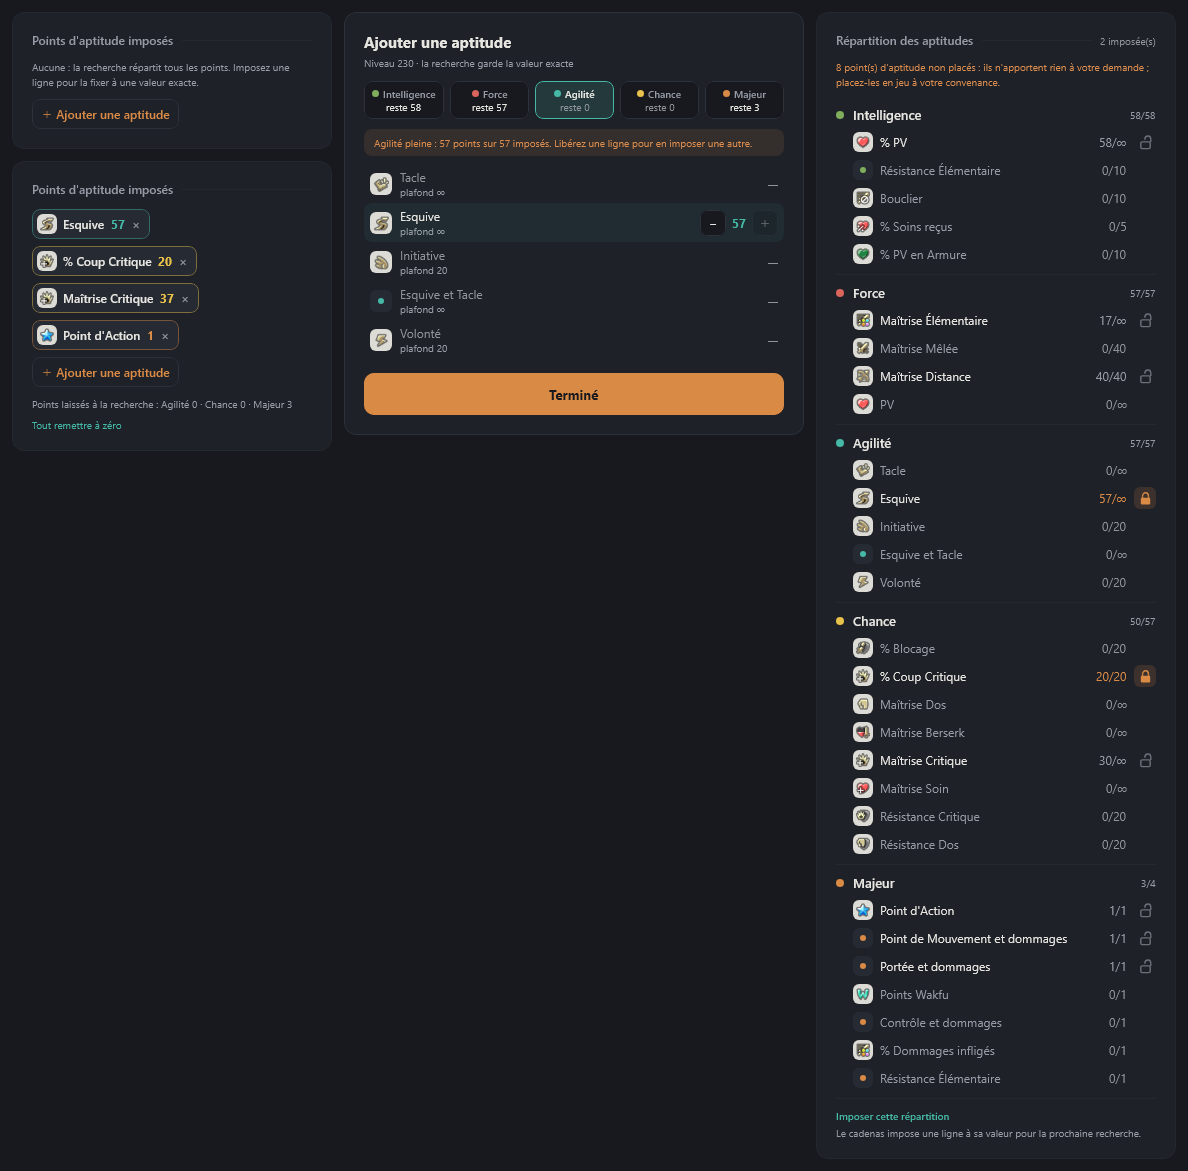 Points d'aptitude imposés
Aucune : la recherche répartit tous les points. Imposez une
ligne pour la fixer à une valeur exacte.
+ Ajouter une aptitude
Points d'aptitude imposés
Esquive 57 ×
% Coup Critique 20 ×
Maîtrise Critique 37 ×
Point d'Action 1 ×
+ Ajouter une aptitude
Points laissés à la recherche : Agilité 0 · Chance 0 · Majeur 3
Tout remettre à zéro
Ajouter une aptitude
Niveau 230 · la recherche garde la valeur exacte
Intelligence
reste 58
Force
reste 57
Agilité
reste 0
Chance
reste 0
Majeur
reste 3
Agilité pleine : 57 points sur 57 imposés. Libérez une ligne pour en imposer une autre.
Tacle
plafond ∞
—
Esquive
plafond ∞
– 57 +
Initiative
plafond 20
—
Esquive et Tacle
plafond ∞
—
Volonté
plafond 20
—
Terminé
Répartition des aptitudes 2 imposée(s)
8 point(s) d'aptitude non placés : ils n'apportent rien à votre demande ;
placez-les en jeu à votre convenance.
Intelligence 58/58
% PV 58/∞
Résistance Élémentaire 0/10
Bouclier 0/10
% Soins reçus 0/5
% PV en Armure 0/10
Force 57/57
Maîtrise Élémentaire 17/∞
Maîtrise Mêlée 0/40
Maîtrise Distance 40/40
PV 0/∞
Agilité 57/57
Tacle 0/∞
Esquive 57/∞
Initiative 0/20
Esquive et Tacle 0/∞
Volonté 0/20
Chance 50/57
% Blocage 0/20
% Coup Critique 20/20
Maîtrise Dos 0/∞
Maîtrise Berserk 0/∞
Maîtrise Critique 30/∞
Maîtrise Soin 0/∞
Résistance Critique 0/20
Résistance Dos 0/20
Majeur 3/4
Point d'Action 1/1
Point de Mouvement et dommages 1/1
Portée et dommages 1/1
Points Wakfu 0/1
Contrôle et dommages 0/1
% Dommages infligés 0/1
Résistance Élémentaire 0/1
Imposer cette répartition
Le cadenas impose une ligne à sa valeur pour la prochaine recherche.